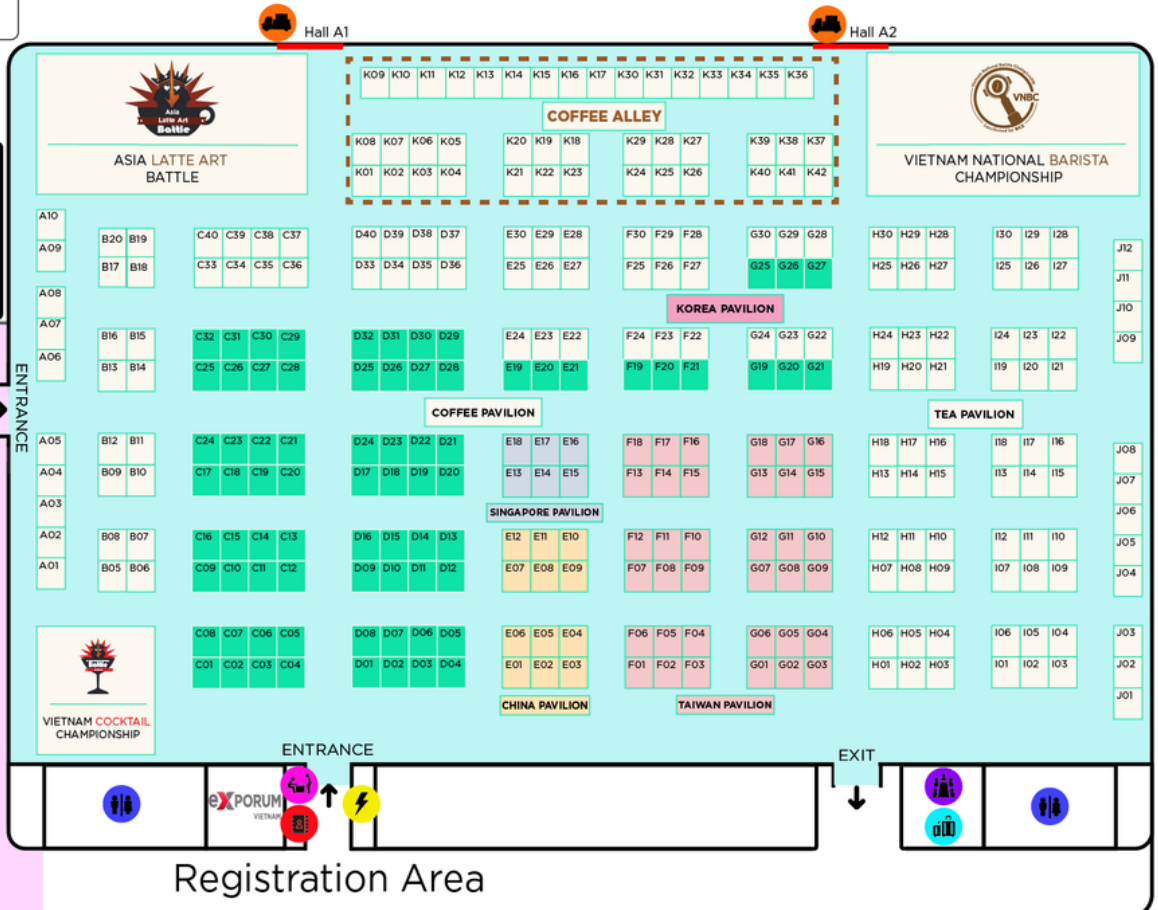 Hall A1
Hall A2
K09 K10 K11 K12 K13 K14 K15 K16 K17 K30 K31 K32 K33 K34 K35 K36
COFFEE ALLEY
Asia
Latte Art
Battle
VNBC
ASIA LATTE ART
BATTLE
VIETNAM NATIONAL BARISTA
CHAMPIONSHIP
K08 K07 K06 K05 K20 K19 K18 K29 K28 K27 K39 K38 K37
K01 K02 K03 K04 K21 K22 K23 K24 K25 K26 K40 K41 K42
A10
B20 B19 C40 C39 C38 C37 D40 D39 D38 D37 E30 E29 E28 F30 F29 F28 G30 G29 G28 H30 H29 H28 I30 I29 I28
A09 J12
B17 B18 C33 C34 C35 C36 D33 D34 D35 D36 E25 E26 E27 F25 F26 F27 G25 G26 G27 H25 H26 H27 I25 I26 I27
J11
A08 J10
KOREA PAVILION
A07
B16 B15 C32 C31 C30 C29 D32 D31 D30 D29 E24 E23 E22 F24 F23 F22 G24 G23 G22 H24 H23 H22 I24 I23 I22 J09
A06
B13 B14 C25 C26 C27 C28 D25 D26 D27 D28 E19 E20 E21 F19 F20 F21 G19 G20 G21 H19 H20 H21 I19 I20 I21
ENTRANCE
COFFEE PAVILION
TEA PAVILION
A05 B12 B11 C24 C23 C22 C21 D24 D23 D22 D21 E18 E17 E16 F18 F17 F16 G18 G17 G16 H18 H17 H16 I18 I17 I16 J08
A04 B09 B10 C17 C18 C19 C20 D17 D18 D19 D20 E13 E14 E15 F13 F14 F15 G13 G14 G15 H13 H14 H15 I13 I14 I15 J07
A03 J06
SINGAPORE PAVILION
A02 B08 B07 C16 C15 C14 C13 D16 D15 D14 D13 E12 E11 E10 F12 F11 F10 G12 G11 G10 H12 H11 H10 I12 I11 I10 J05
A01 B05 B06 C09 C10 C11 C12 D09 D10 D11 D12 E07 E08 E09 F07 F08 F09 G07 G08 G09 H07 H08 H09 I07 I08 I09 J04
C08 C07 C06 C05 D08 D07 D06 D05 E06 E05 E04 F06 F05 F04 G06 G05 G04 H06 H05 H04 I06 I05 I04 J03
C01 C02 C03 C04 D01 D02 D03 D04 E01 E02 E03 F01 F02 F03 G01 G02 G03 H01 H02 H03 I01 I02 I03 J02
J01
CHINA PAVILION
TAIWAN PAVILION
VIETNAM COCKTAIL
CHAMPIONSHIP
ENTRANCE
EXIT
eXPORUM
VIETNAM
Registration Area